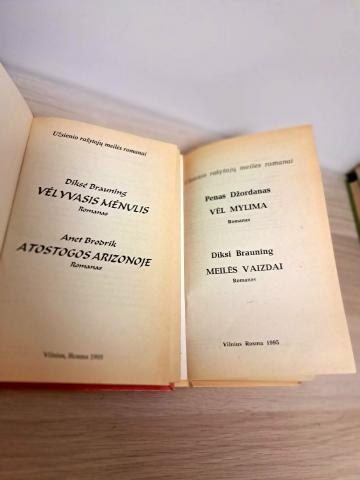 Užsienio rašytojų meilės romanai
Diksė Brauning
VĖLYVASIS MĖNULIS
Romanas
Anet Brodrik
ATOSTOGOS ARIZONOJE
Romanas
Vilnius, Rosma 1995
Užsienio rašytojų meilės romanai
Penas Džordanas
VĖL MYLIMA
Romanas
Diksi Brauning
MEILĖS VAIZDAI
Romanas
Vilnius Rosma 1995